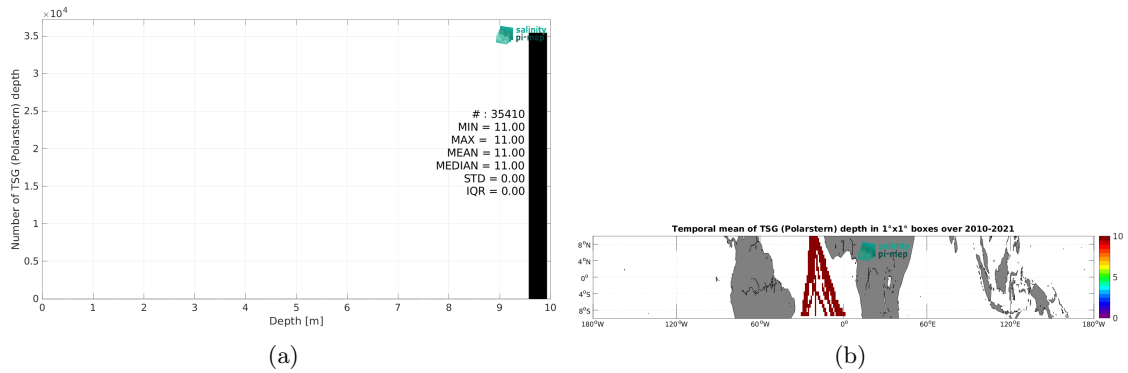 ×10⁴
3.5
3
2.5
2
1.5
1
0.5
0
Number of TSG (Polarstern) depth
salinity
pi-mep
# : 35410
MIN = 11.00
MAX = 11.00
MEAN = 11.00
MEDIAN = 11.00
STD = 0.00
IQR = 0.00
0 1 2 3 4 5 6 7 8 9 10
Depth [m]
(a)
Temporal mean of TSG (Polarstern) depth in 1°x1° boxes over 2010-2021
salinity
pi-mep
8°N
4°N
0°
4°S
8°S
180°W 120°W 60°W 0° 60°E 120°E 180°W
10
5
0
(b)